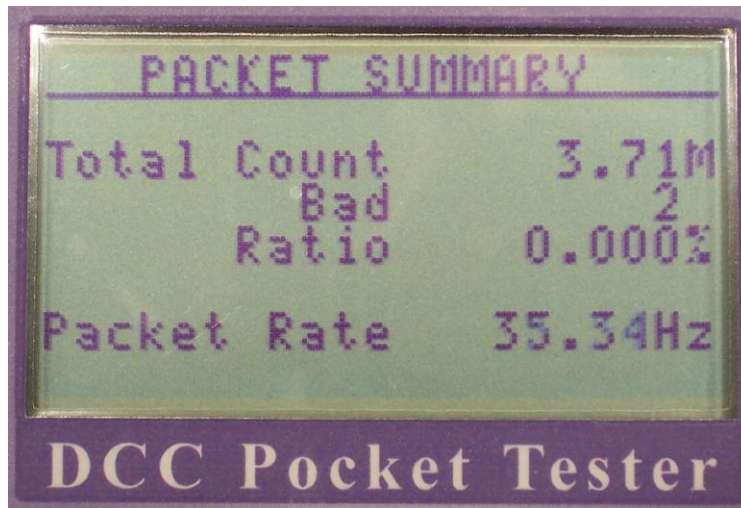 PACKET SUMMARY
Total Count 3.71M
Bad 2
Ratio 0.000%
Packet Rate 35.34Hz
DCC Pocket Tester